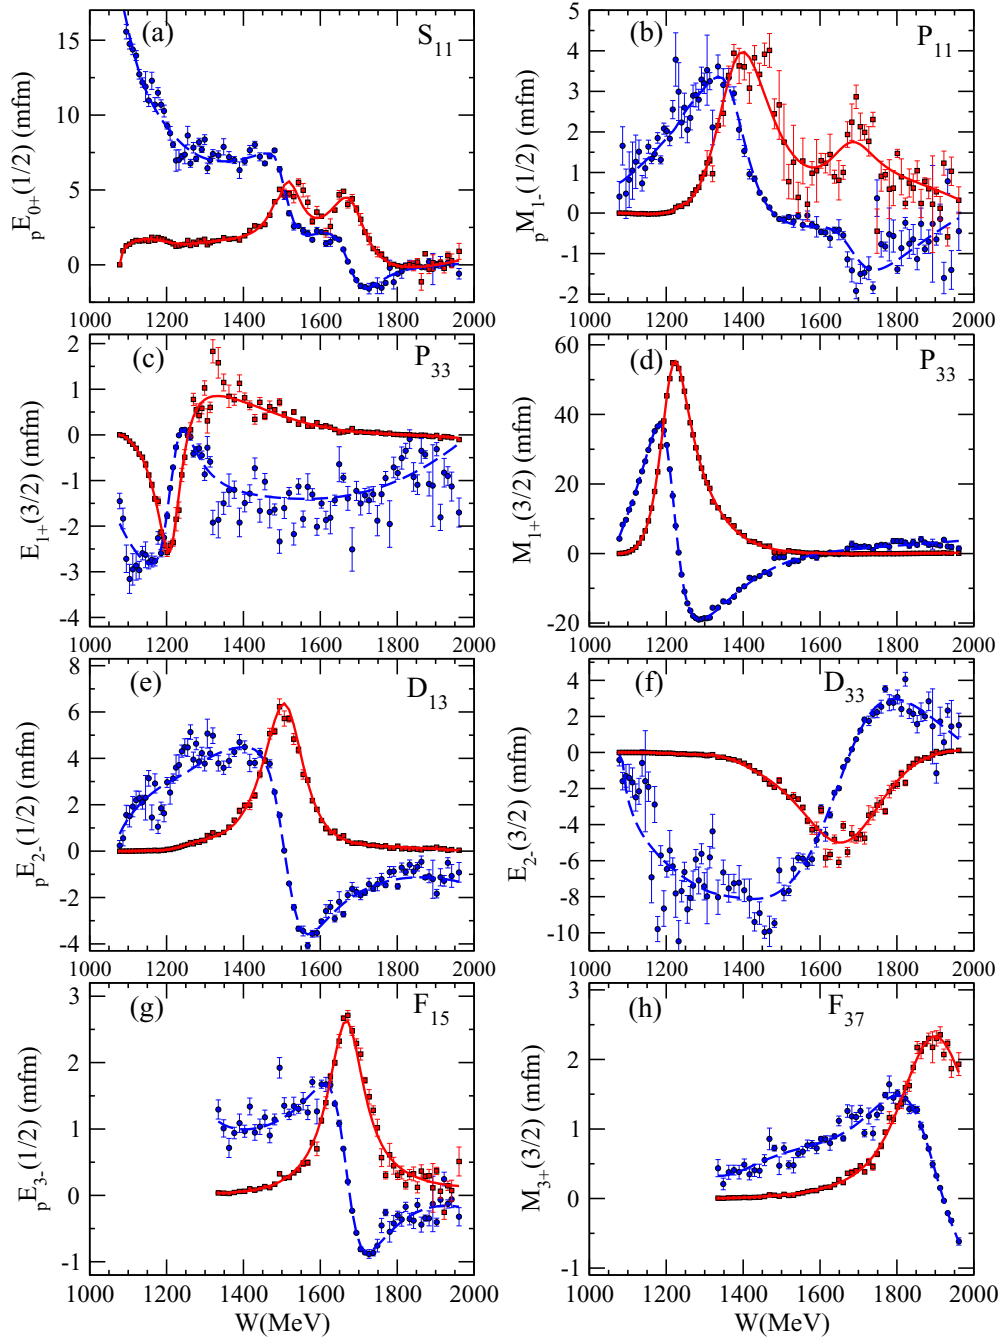 (a) S11
pE0+(1/2) (mfm)
15
10
5
0
1000 1200 1400 1600 1800 2000
(b) P11
pM1-(1/2) (mfm)
5
4
3
2
1
0
-1
-2
1000 1200 1400 1600 1800 2000
(c) P33
E1+(3/2) (mfm)
2
1
0
-1
-2
-3
-4
1000 1200 1400 1600 1800 2000
(d) P33
M1+(3/2) (mfm)
60
40
20
0
-20
1000 1200 1400 1600 1800 2000
(e) D13
pE2-(1/2) (mfm)
8
6
4
2
0
-2
-4
1000 1200 1400 1600 1800 2000
(f) D33
E2-(3/2) (mfm)
4
2
0
-2
-4
-6
-8
-10
1000 1200 1400 1600 1800 2000
(g) F15
pE3-(1/2) (mfm)
3
2
1
0
-1
1000 1200 1400 1600 1800 2000
W(MeV)
(h) F37
M3+(3/2) (mfm)
3
2
1
0
-1
1000 1200 1400 1600 1800 2000
W(MeV)